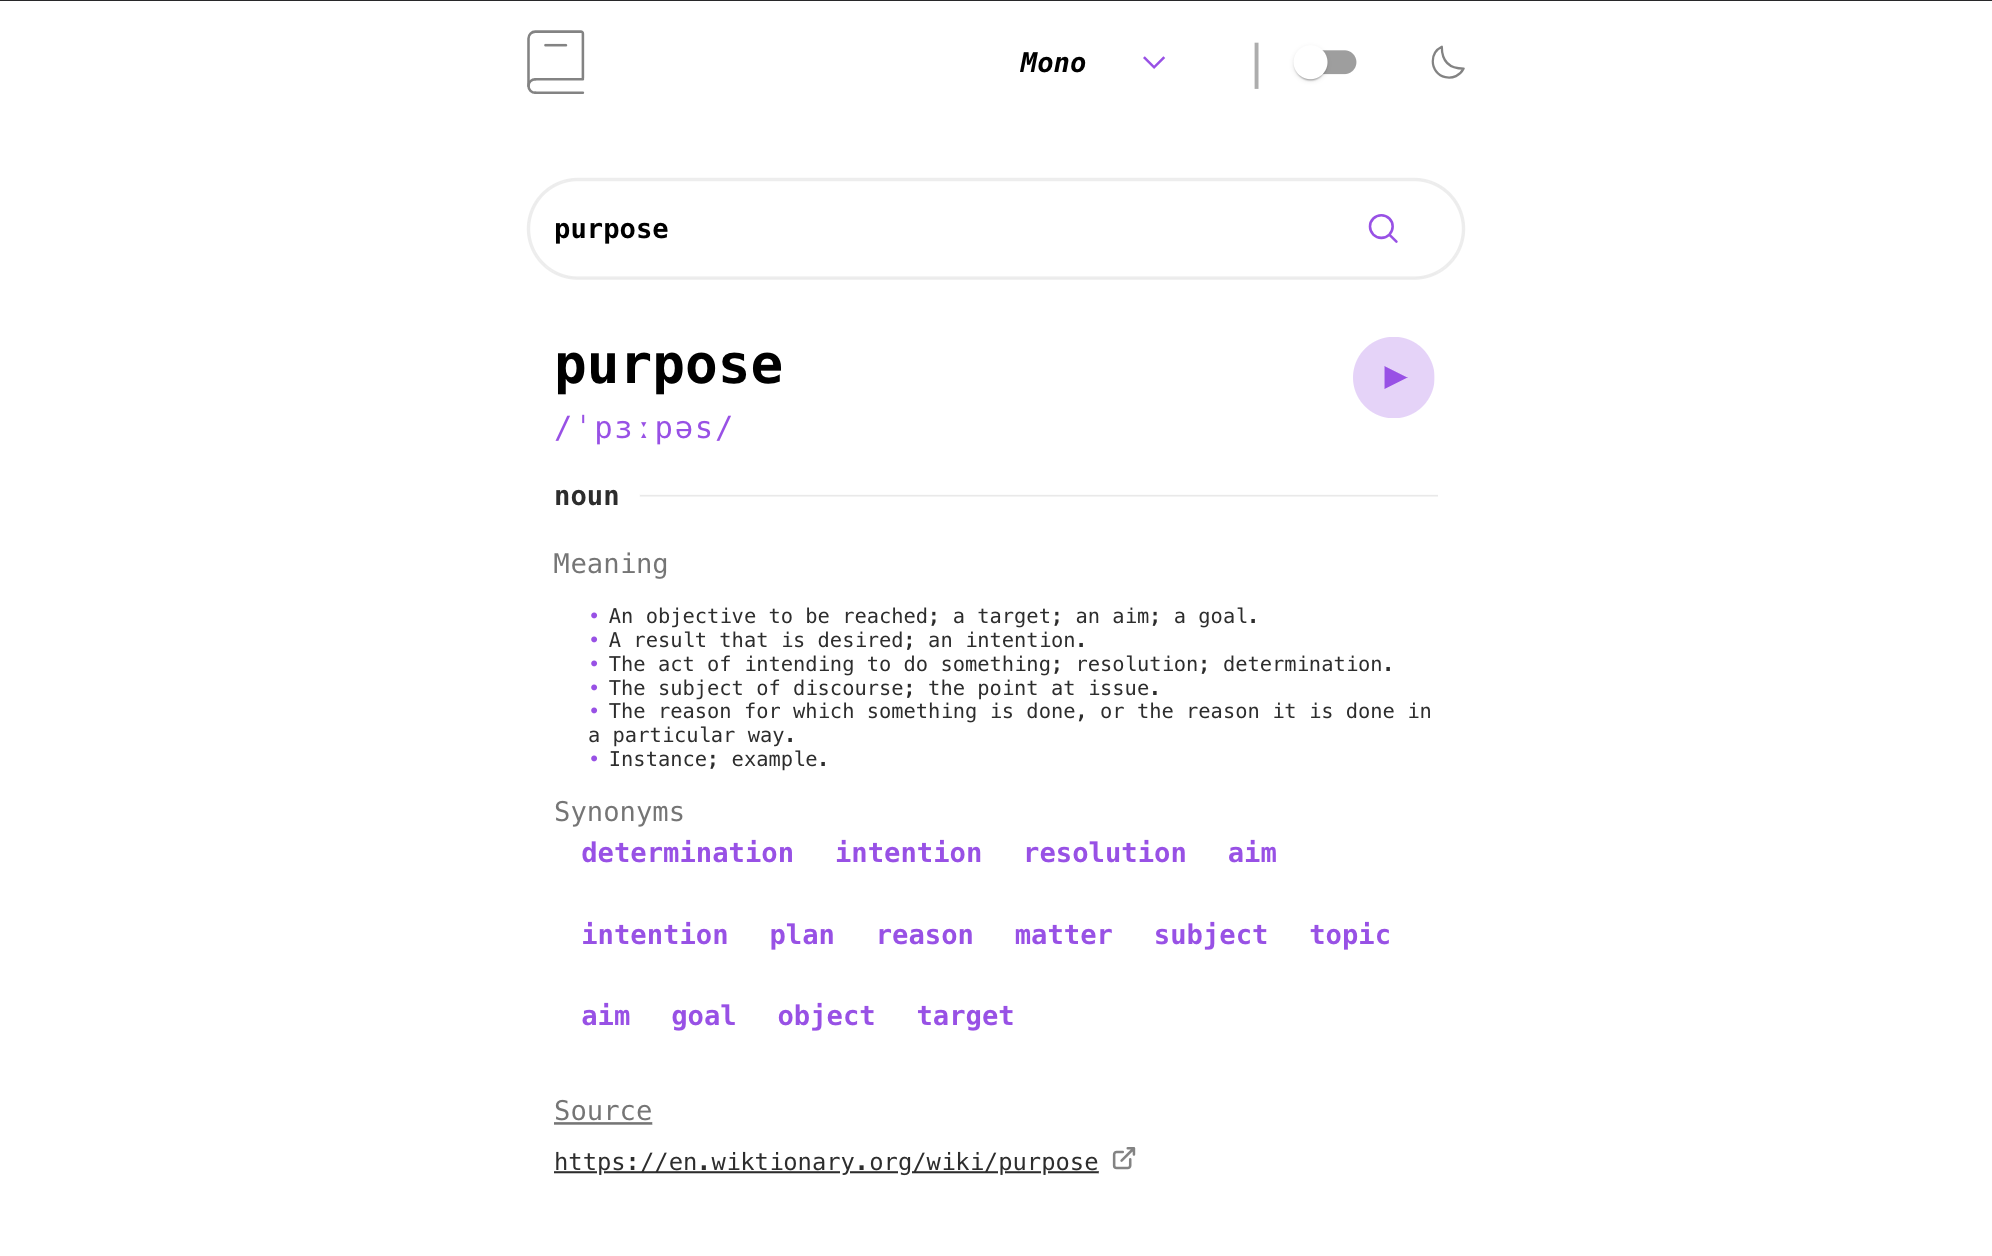 Mono
purpose
purpose
/ˈpɜːpəs/
noun
Meaning
• An objective to be reached; a target; an aim; a goal.
• A result that is desired; an intention.
• The act of intending to do something; resolution; determination.
• The subject of discourse; the point at issue.
• The reason for which something is done, or the reason it is done in
a particular way.
• Instance; example.
Synonyms
determination intention resolution aim
intention plan reason matter subject topic
aim goal object target
Source
https://en.wiktionary.org/wiki/purpose